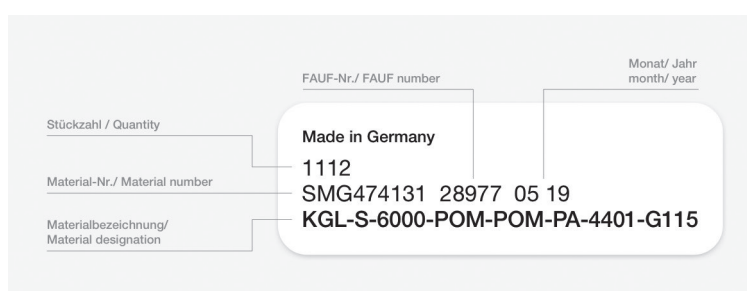 Monat/ Jahr
month/ year
FAUF-Nr./ FAUF number
Stückzahl / Quantity
Made in Germany
1112
Material-Nr./ Material number
SMG474131 28977 05 19
Materialbezeichnung/
Material designation
KGL-S-6000-POM-POM-PA-4401-G115